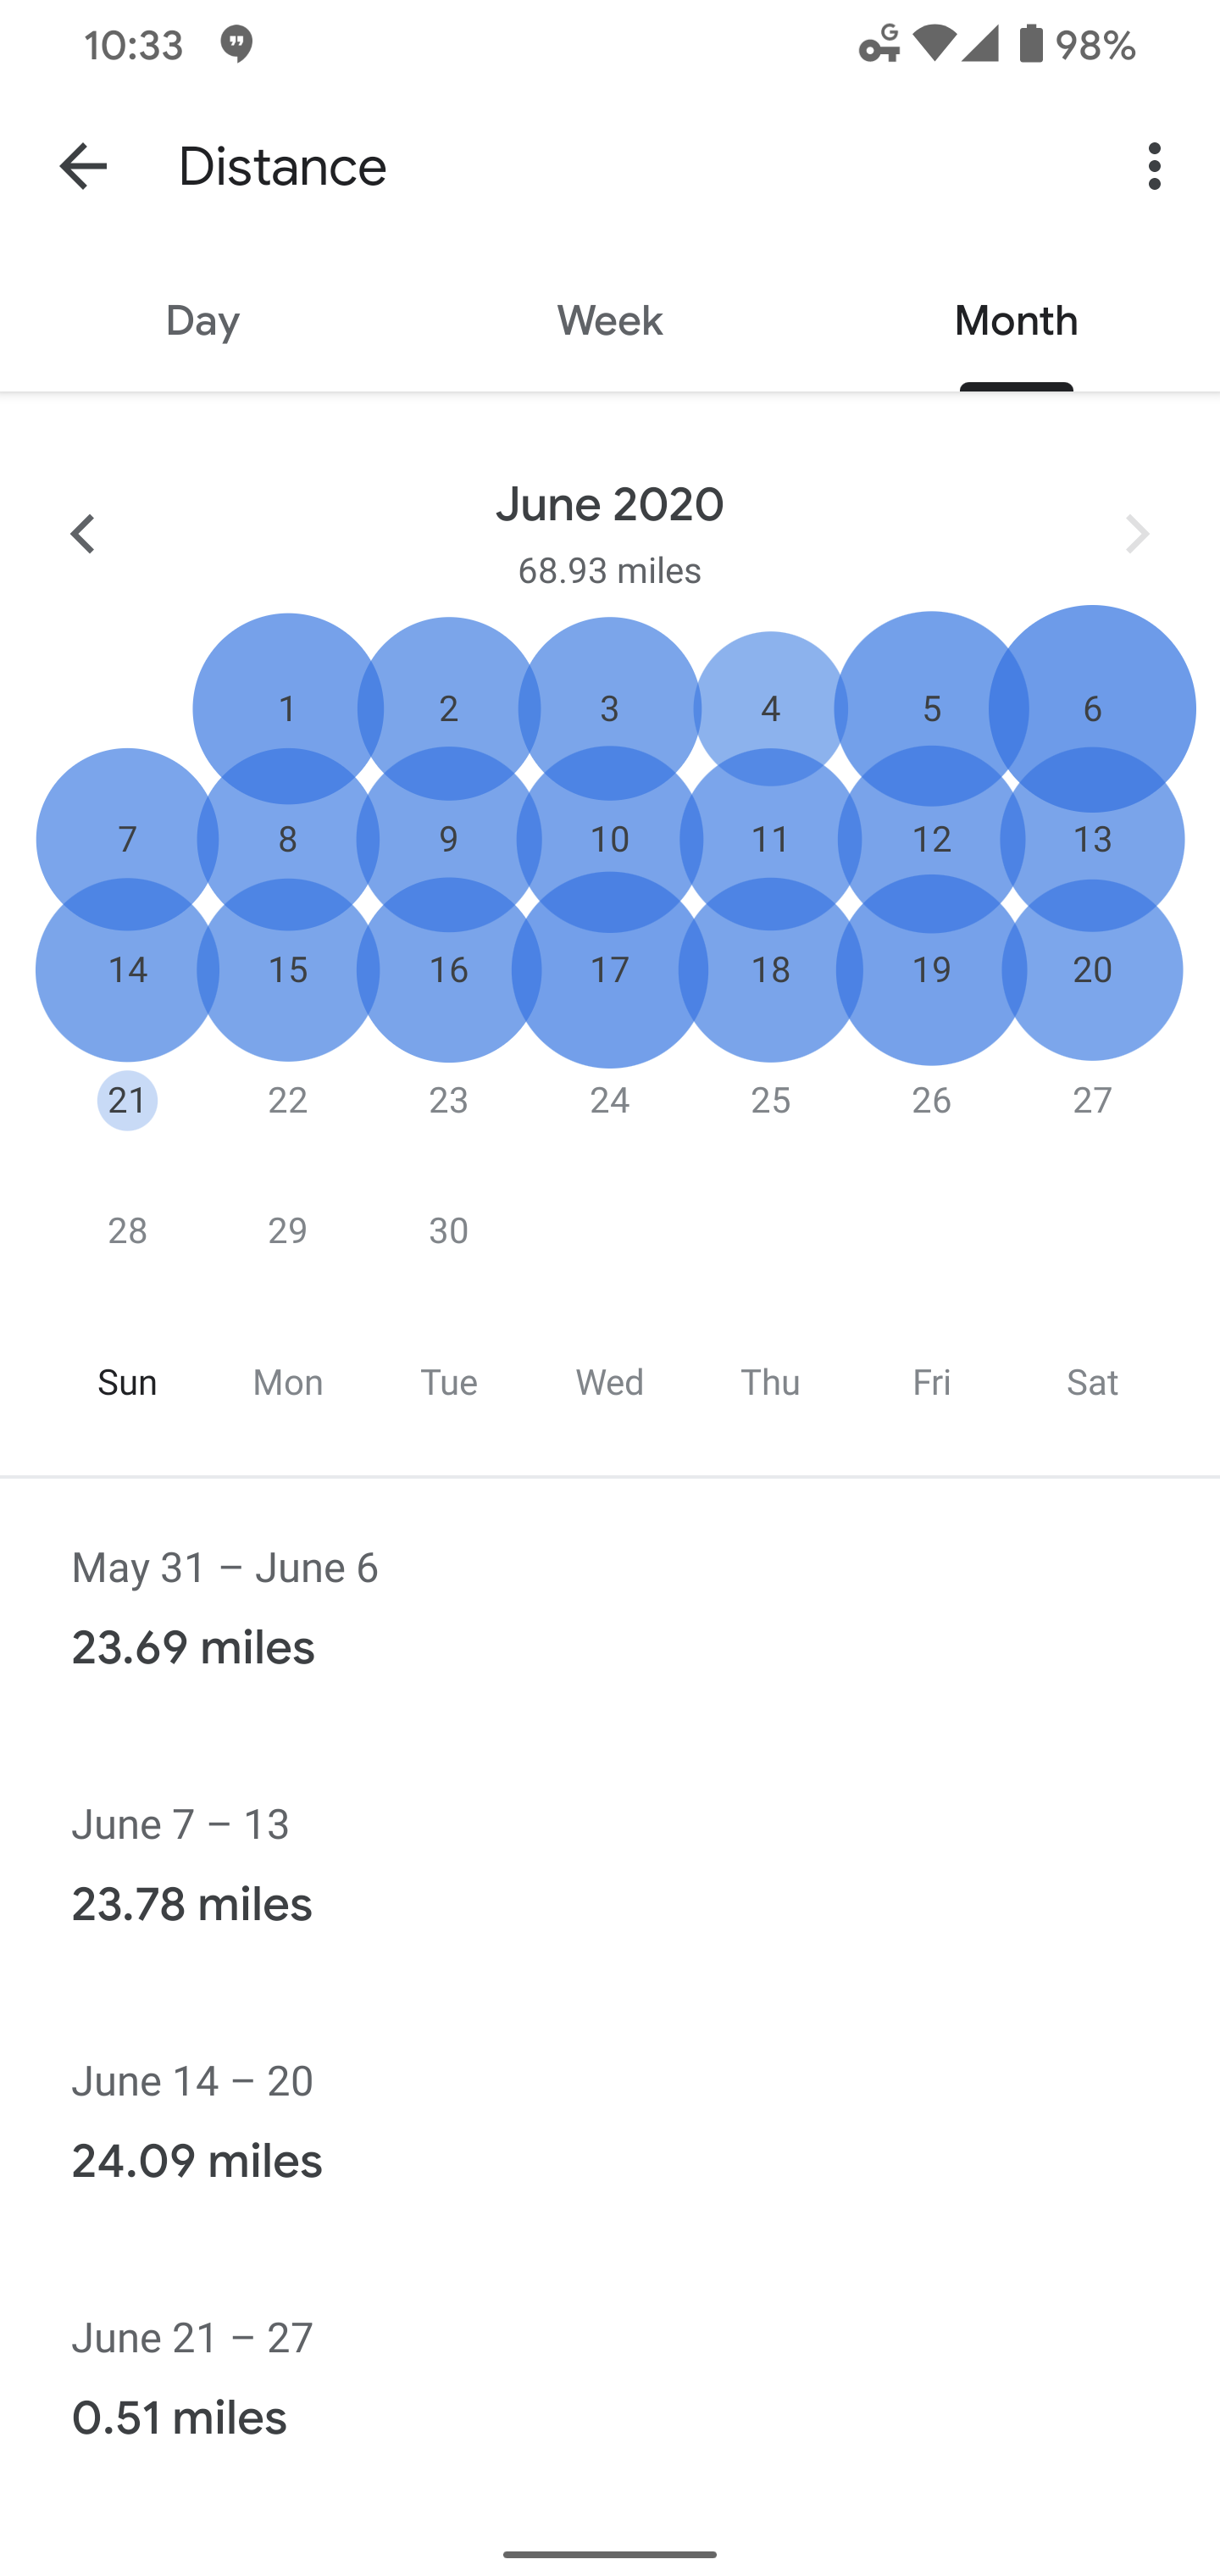 10:33 98%
Distance
Day Week Month
June 2020
68.93 miles
1 2 3 4 5 6
7 8 9 10 11 12 13
14 15 16 17 18 19 20
21 22 23 24 25 26 27
28 29 30
Sun Mon Tue Wed Thu Fri Sat
May 31 – June 6
23.69 miles
June 7 – 13
23.78 miles
June 14 – 20
24.09 miles
June 21 – 27
0.51 miles